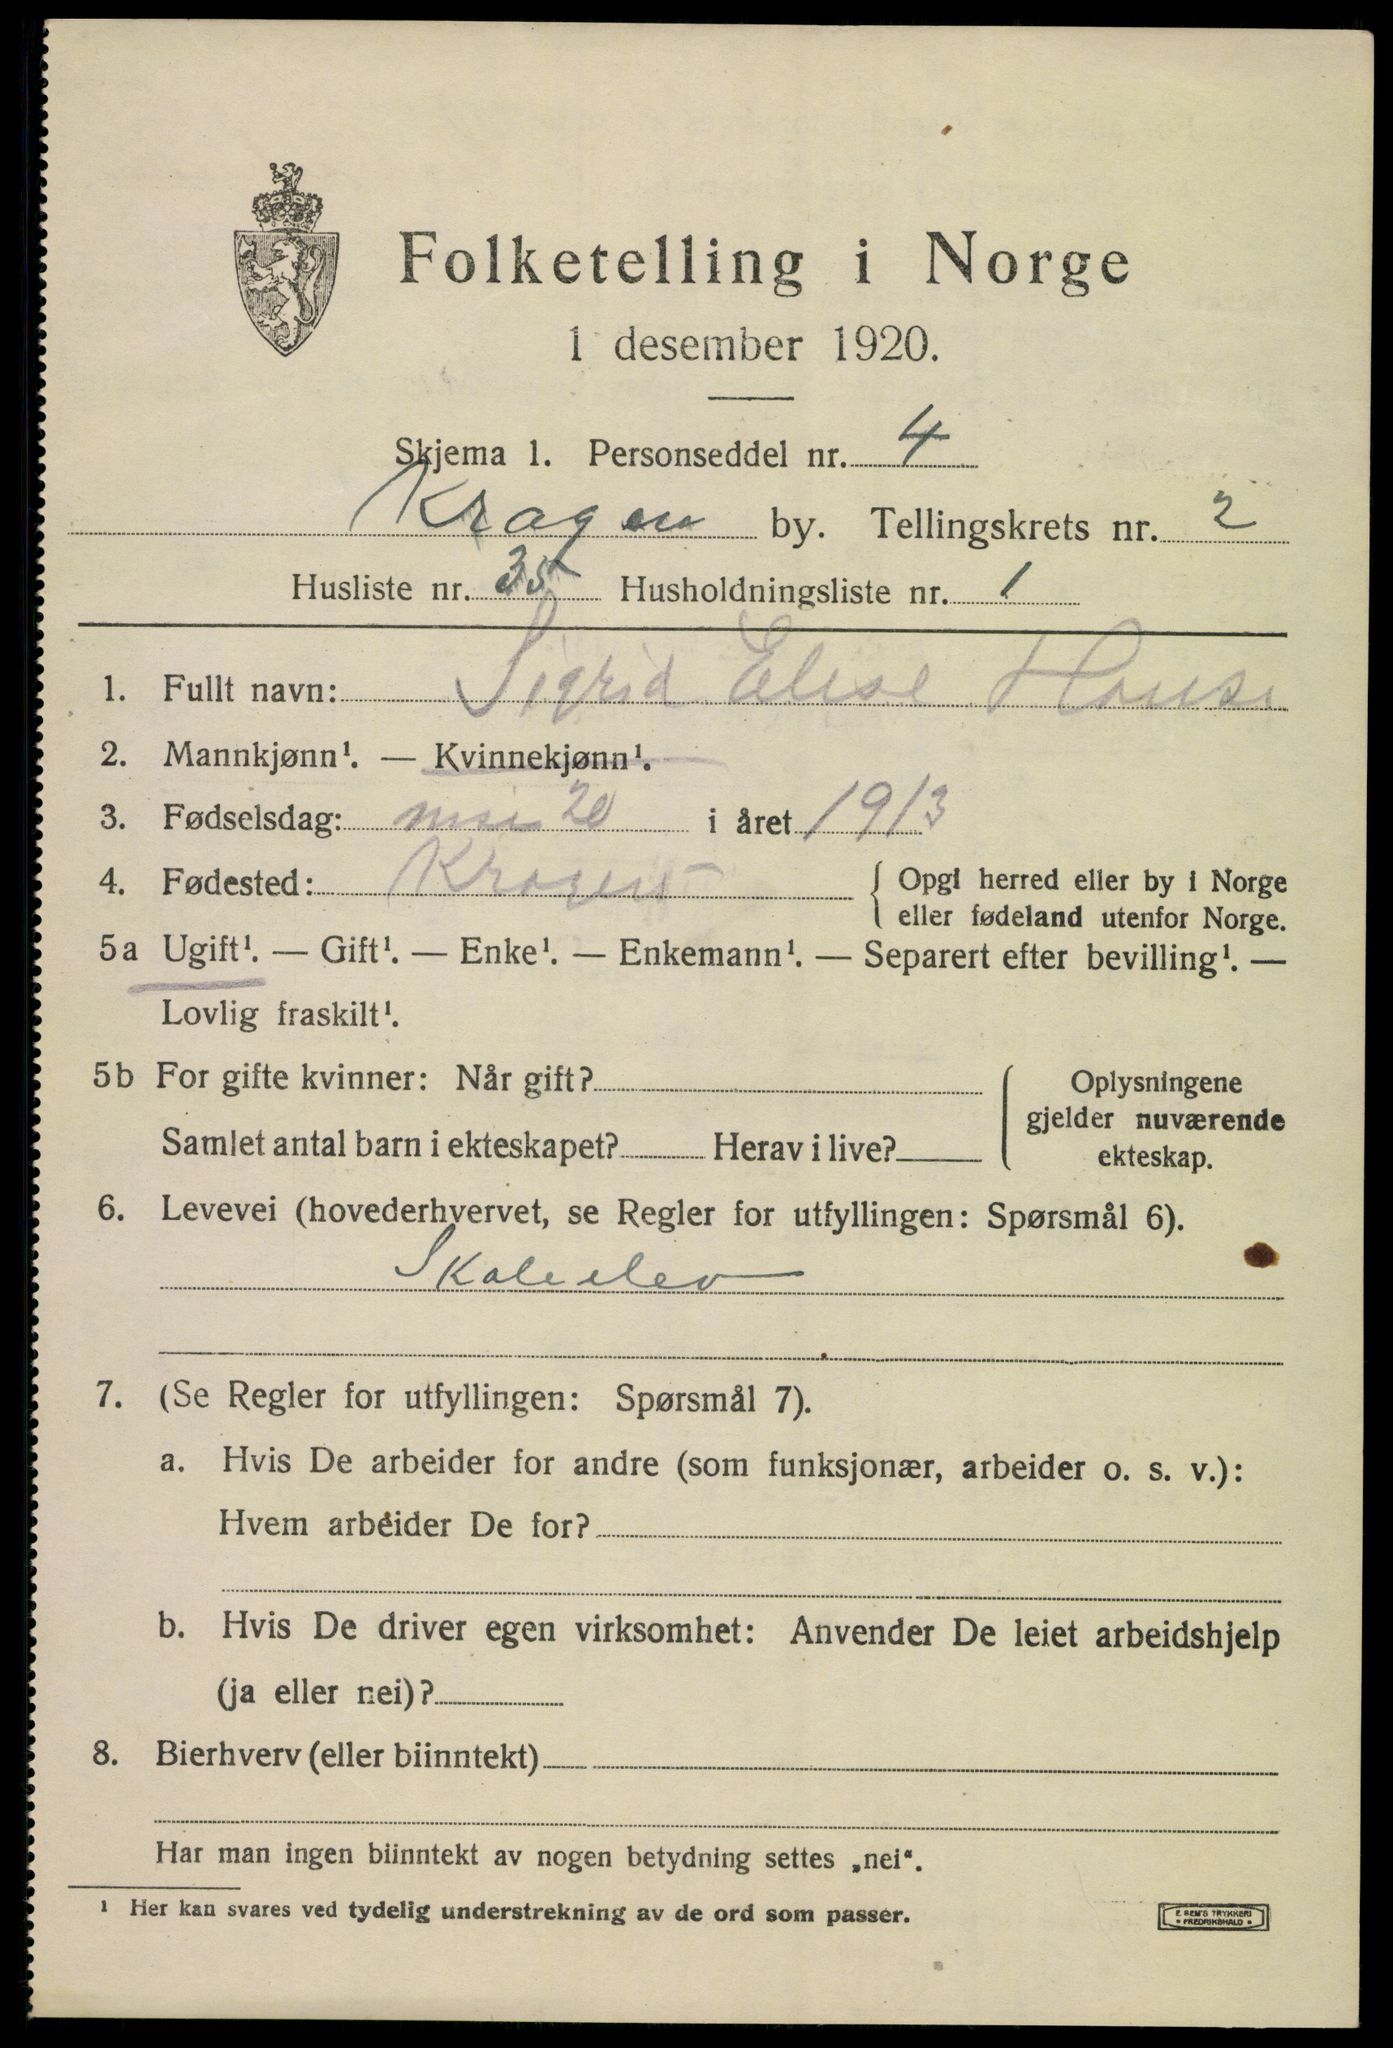 Folketelling i Norge
1 desember 1920.
Skjema 1. Personseddel nr. 4
Kragerø by. Tellingskrets nr. 2
Husliste nr. 35 Husholdningsliste nr. 1
1. Fullt navn: Sigrid Elise
2. Mannkjønn¹. — Kvinnekjønn¹.
3. Fødselsdag: mai 20 i året 1913
4. Fødested: Kragerø { Opgi herred eller by i Norge
eller fødeland utenfor Norge.
5a Ugift¹. — Gift¹. — Enke¹. — Enkemann¹. — Separert efter bevilling¹. —
Lovlig fraskilt¹.
5b For gifte kvinner: Når gift? ( Oplysningene
gjelder nuværende
Samlet antal barn i ekteskapet? Herav i live? ekteskap.
6. Levevei (hovederhvervet, se Regler for utfyllingen: Spørsmål 6).
Skoleelev
7. (Se Regler for utfyllingen: Spørsmål 7).
a. Hvis De arbeider for andre (som funksjonær, arbeider o. s. v.):
Hvem arbeider De for?
b. Hvis De driver egen virksomhet: Anvender De leiet arbeidshjelp
(ja eller nei)?
8. Bierhverv (eller biinntekt)
Har man ingen biinntekt av nogen betydning settes „nei“.
¹ Her kan svares ved tydelig understrekning av de ord som passer.
E SEM'S TRYKKERI
• FREDRIKSHALD •